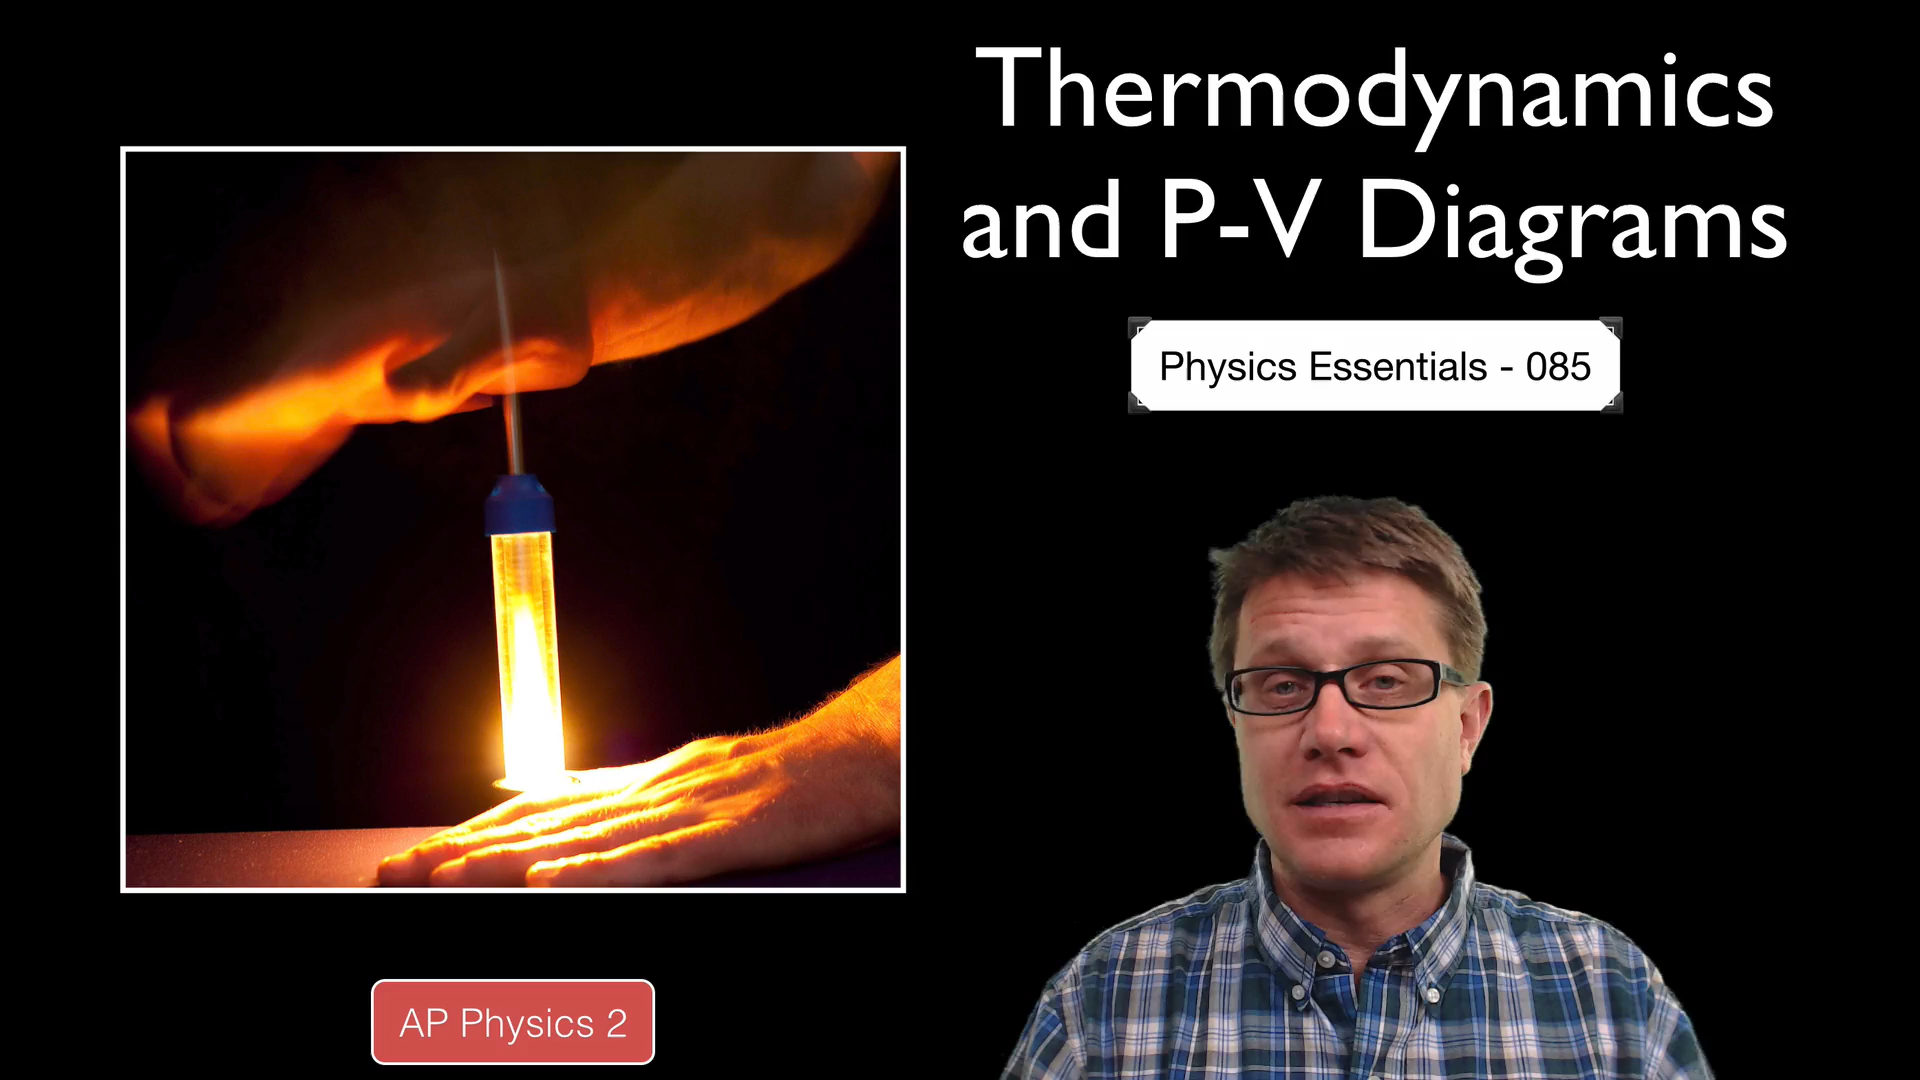 Thermodynamics
and P-V Diagrams
Physics Essentials - 085
AP Physics 2